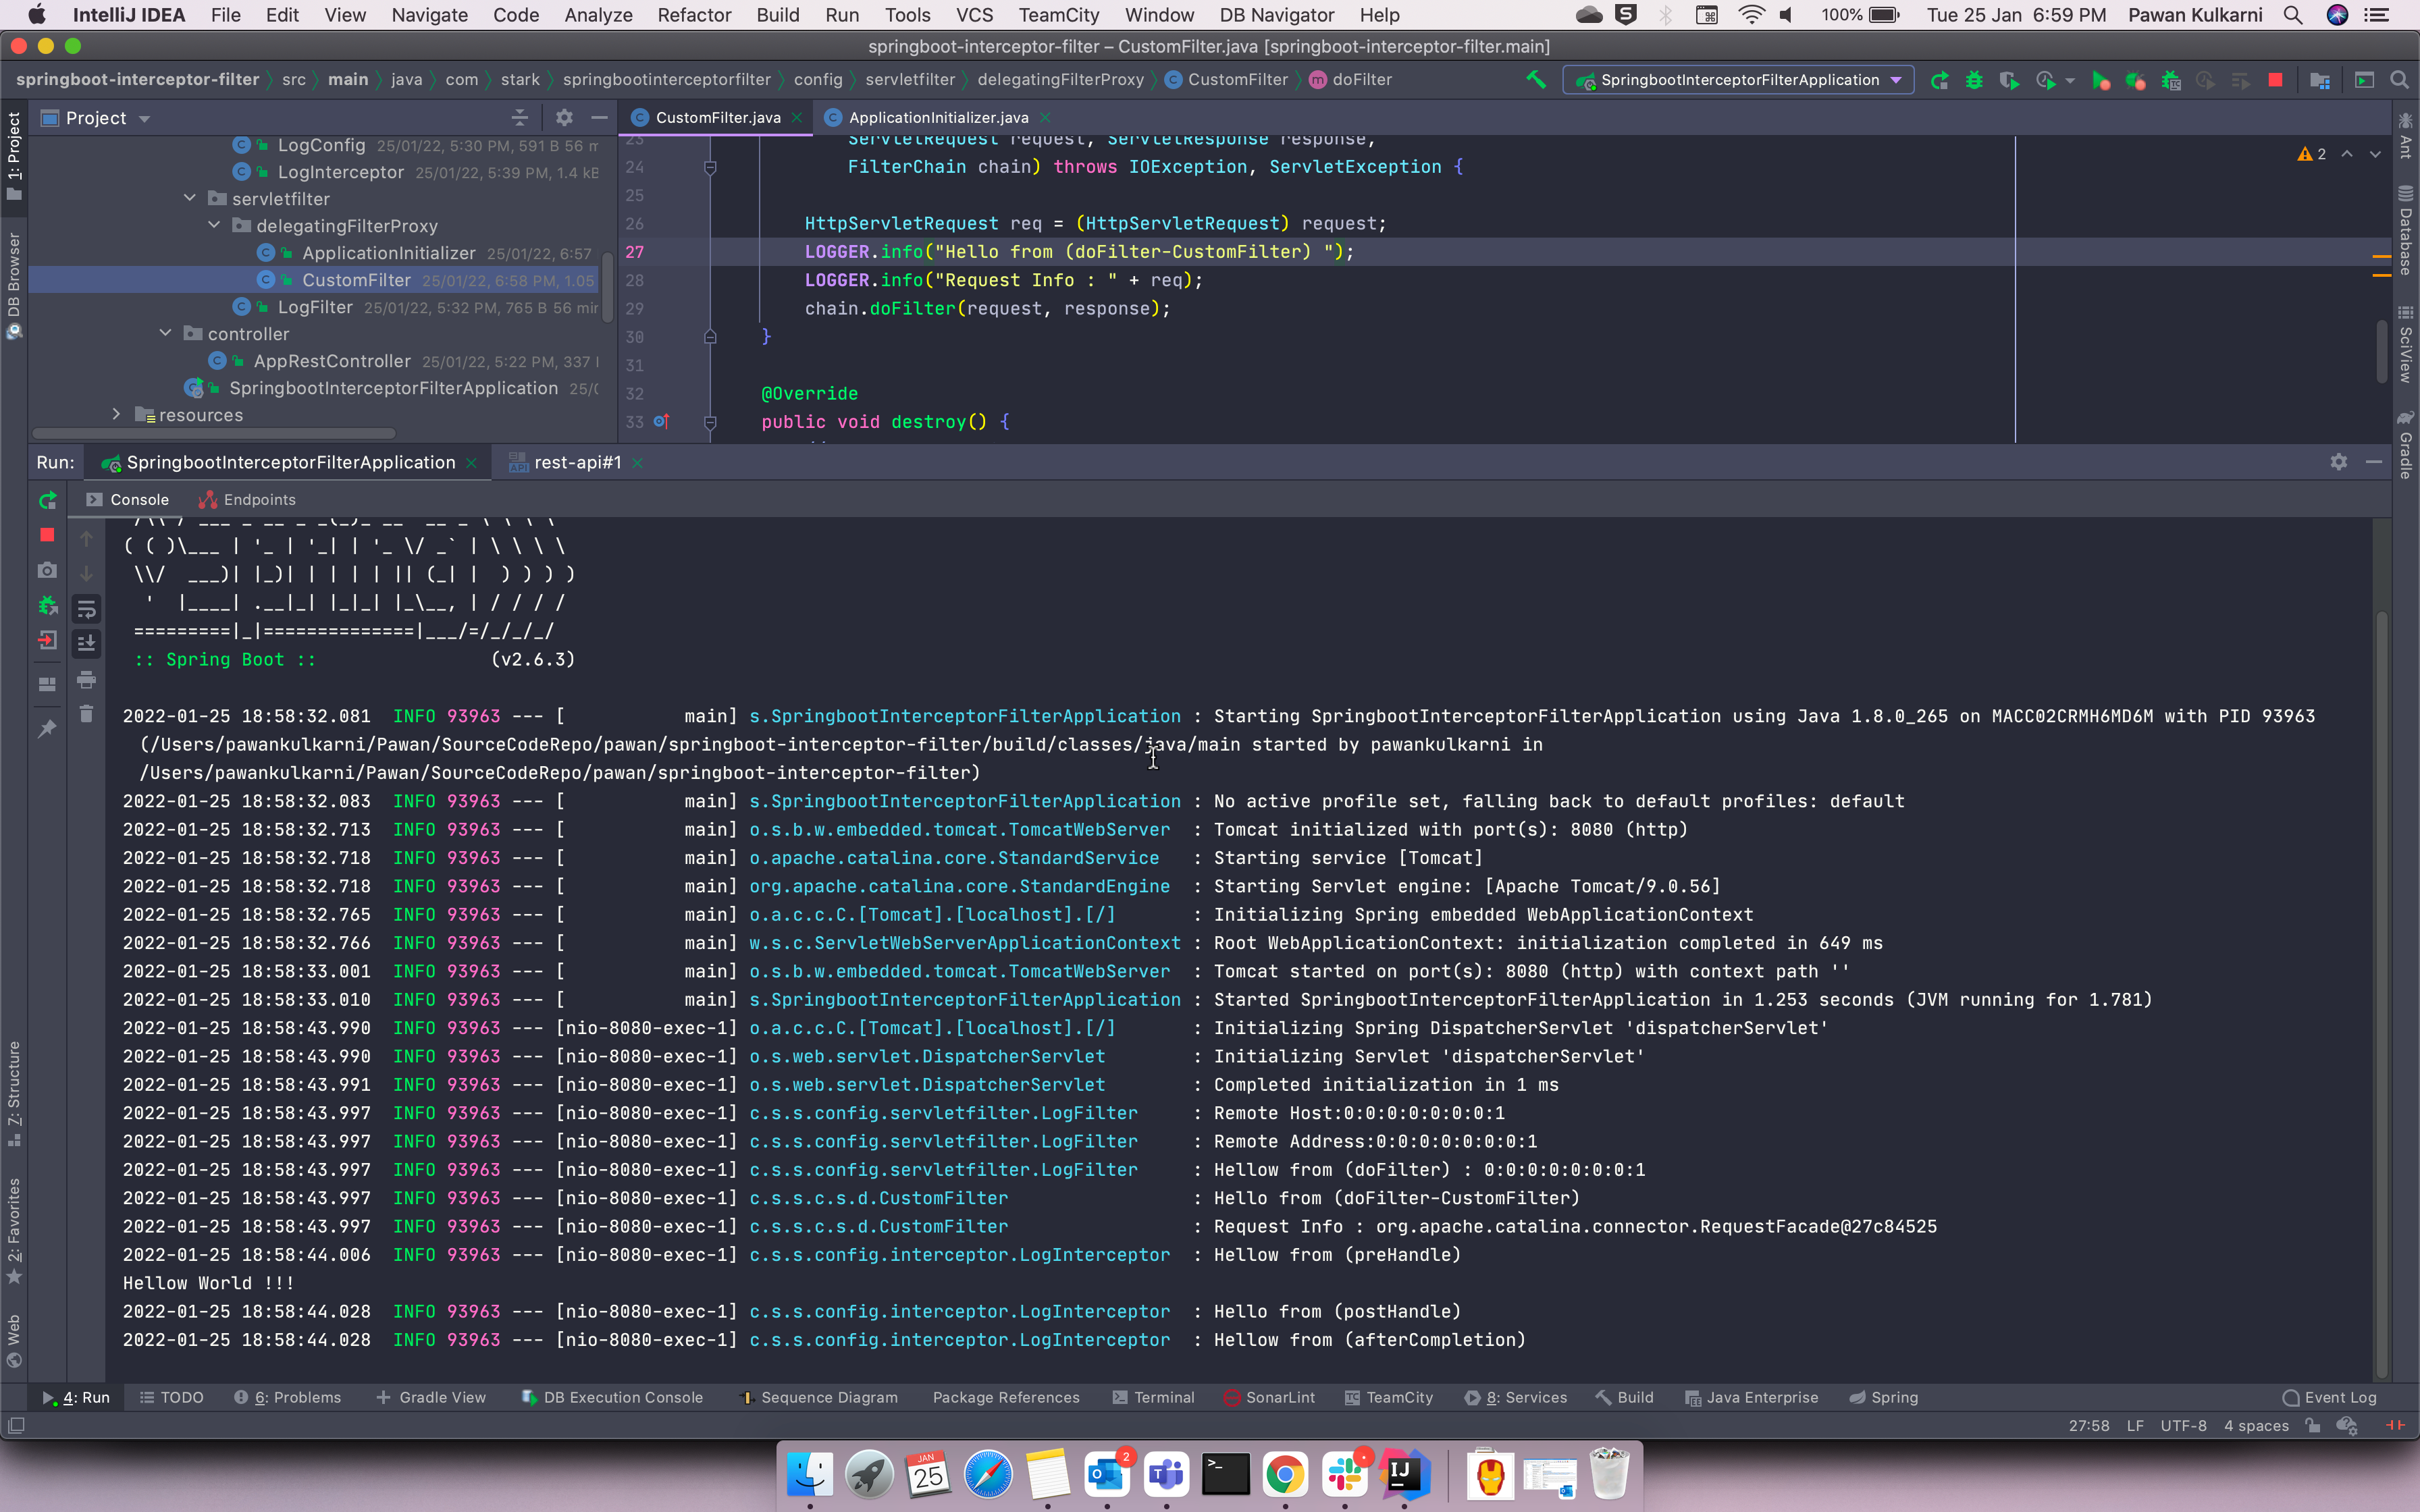 IntelliJ IDEA File Edit View Navigate Code Analyze Refactor Build Run Tools VCS TeamCity Window DB Navigator Help 100% Tue 25 Jan 6:59 PM Pawan Kulkarni
springboot-interceptor-filter – CustomFilter.java [springboot-interceptor-filter.main]
springboot-interceptor-filter src main java com stark springbootinterceptorfilter config servletfilter delegatingFilterProxy CustomFilter doFilter SpringbootInterceptorFilterApplication
Project
CustomFilter.java ApplicationInitializer.java
LogConfig 25/01/22, 5:30 PM, 591 B 56 m
LogInterceptor 25/01/22, 5:39 PM, 1.4 kB
servletfilter
delegatingFilterProxy
ApplicationInitializer 25/01/22, 6:57
CustomFilter 25/01/22, 6:58 PM, 1.05
LogFilter 25/01/22, 5:32 PM, 765 B 56 min
controller
AppRestController 25/01/22, 5:22 PM, 337
SpringbootInterceptorFilterApplication 25/0
resources
23 ServletRequest request, ServletResponse response,
24 FilterChain chain) throws IOException, ServletException {
25
26 HttpServletRequest req = (HttpServletRequest) request;
27 LOGGER.info("Hello from (doFilter-CustomFilter) ");
28 LOGGER.info("Request Info : " + req);
29 chain.doFilter(request, response);
30 }
31
32 @Override
33 public void destroy() {
2
1: Project
DB Browser
Z: Structure
2: Favorites
Web
Ant
Database
SciView
Gradle
Run: SpringbootInterceptorFilterApplication rest-api#1
Console Endpoints
( ( )\___ | '_ | '_| | '_ \/ _` | \ \ \ \
\\/ ___)| |_)| | | | | || (_| | ) ) ) )
' |____| .__|_| |_|_| |_\__, | / / / /
=========|_|==============|___/=/_/_/_/
:: Spring Boot :: (v2.6.3)
2022-01-25 18:58:32.081 INFO 93963 --- [ main] s.SpringbootInterceptorFilterApplication : Starting SpringbootInterceptorFilterApplication using Java 1.8.0_265 on MACC02CRMH6MD6M with PID 93963
(/Users/pawankulkarni/Pawan/SourceCodeRepo/pawan/springboot-interceptor-filter/build/classes/java/main started by pawankulkarni in
/Users/pawankulkarni/Pawan/SourceCodeRepo/pawan/springboot-interceptor-filter)
2022-01-25 18:58:32.083 INFO 93963 --- [ main] s.SpringbootInterceptorFilterApplication : No active profile set, falling back to default profiles: default
2022-01-25 18:58:32.713 INFO 93963 --- [ main] o.s.b.w.embedded.tomcat.TomcatWebServer : Tomcat initialized with port(s): 8080 (http)
2022-01-25 18:58:32.718 INFO 93963 --- [ main] o.apache.catalina.core.StandardService : Starting service [Tomcat]
2022-01-25 18:58:32.718 INFO 93963 --- [ main] org.apache.catalina.core.StandardEngine : Starting Servlet engine: [Apache Tomcat/9.0.56]
2022-01-25 18:58:32.765 INFO 93963 --- [ main] o.a.c.c.C.[Tomcat].[localhost].[/] : Initializing Spring embedded WebApplicationContext
2022-01-25 18:58:32.766 INFO 93963 --- [ main] w.s.c.ServletWebServerApplicationContext : Root WebApplicationContext: initialization completed in 649 ms
2022-01-25 18:58:33.001 INFO 93963 --- [ main] o.s.b.w.embedded.tomcat.TomcatWebServer : Tomcat started on port(s): 8080 (http) with context path ''
2022-01-25 18:58:33.010 INFO 93963 --- [ main] s.SpringbootInterceptorFilterApplication : Started SpringbootInterceptorFilterApplication in 1.253 seconds (JVM running for 1.781)
2022-01-25 18:58:43.990 INFO 93963 --- [nio-8080-exec-1] o.a.c.c.C.[Tomcat].[localhost].[/] : Initializing Spring DispatcherServlet 'dispatcherServlet'
2022-01-25 18:58:43.990 INFO 93963 --- [nio-8080-exec-1] o.s.web.servlet.DispatcherServlet : Initializing Servlet 'dispatcherServlet'
2022-01-25 18:58:43.991 INFO 93963 --- [nio-8080-exec-1] o.s.web.servlet.DispatcherServlet : Completed initialization in 1 ms
2022-01-25 18:58:43.997 INFO 93963 --- [nio-8080-exec-1] c.s.s.config.servletfilter.LogFilter : Remote Host:0:0:0:0:0:0:0:1
2022-01-25 18:58:43.997 INFO 93963 --- [nio-8080-exec-1] c.s.s.config.servletfilter.LogFilter : Remote Address:0:0:0:0:0:0:0:1
2022-01-25 18:58:43.997 INFO 93963 --- [nio-8080-exec-1] c.s.s.config.servletfilter.LogFilter : Hellow from (doFilter) : 0:0:0:0:0:0:0:1
2022-01-25 18:58:43.997 INFO 93963 --- [nio-8080-exec-1] c.s.s.c.s.d.CustomFilter : Hello from (doFilter-CustomFilter)
2022-01-25 18:58:43.997 INFO 93963 --- [nio-8080-exec-1] c.s.s.c.s.d.CustomFilter : Request Info : org.apache.catalina.connector.RequestFacade@27c84525
2022-01-25 18:58:44.006 INFO 93963 --- [nio-8080-exec-1] c.s.s.config.interceptor.LogInterceptor : Hellow from (preHandle)
Hellow World !!!
2022-01-25 18:58:44.028 INFO 93963 --- [nio-8080-exec-1] c.s.s.config.interceptor.LogInterceptor : Hello from (postHandle)
2022-01-25 18:58:44.028 INFO 93963 --- [nio-8080-exec-1] c.s.s.config.interceptor.LogInterceptor : Hellow from (afterCompletion)
4: Run TODO 6: Problems Gradle View DB Execution Console Sequence Diagram Package References Terminal SonarLint TeamCity 8: Services Build Java Enterprise Spring Event Log
27:58 LF UTF-8 4 spaces
JAN
25
2
IJ